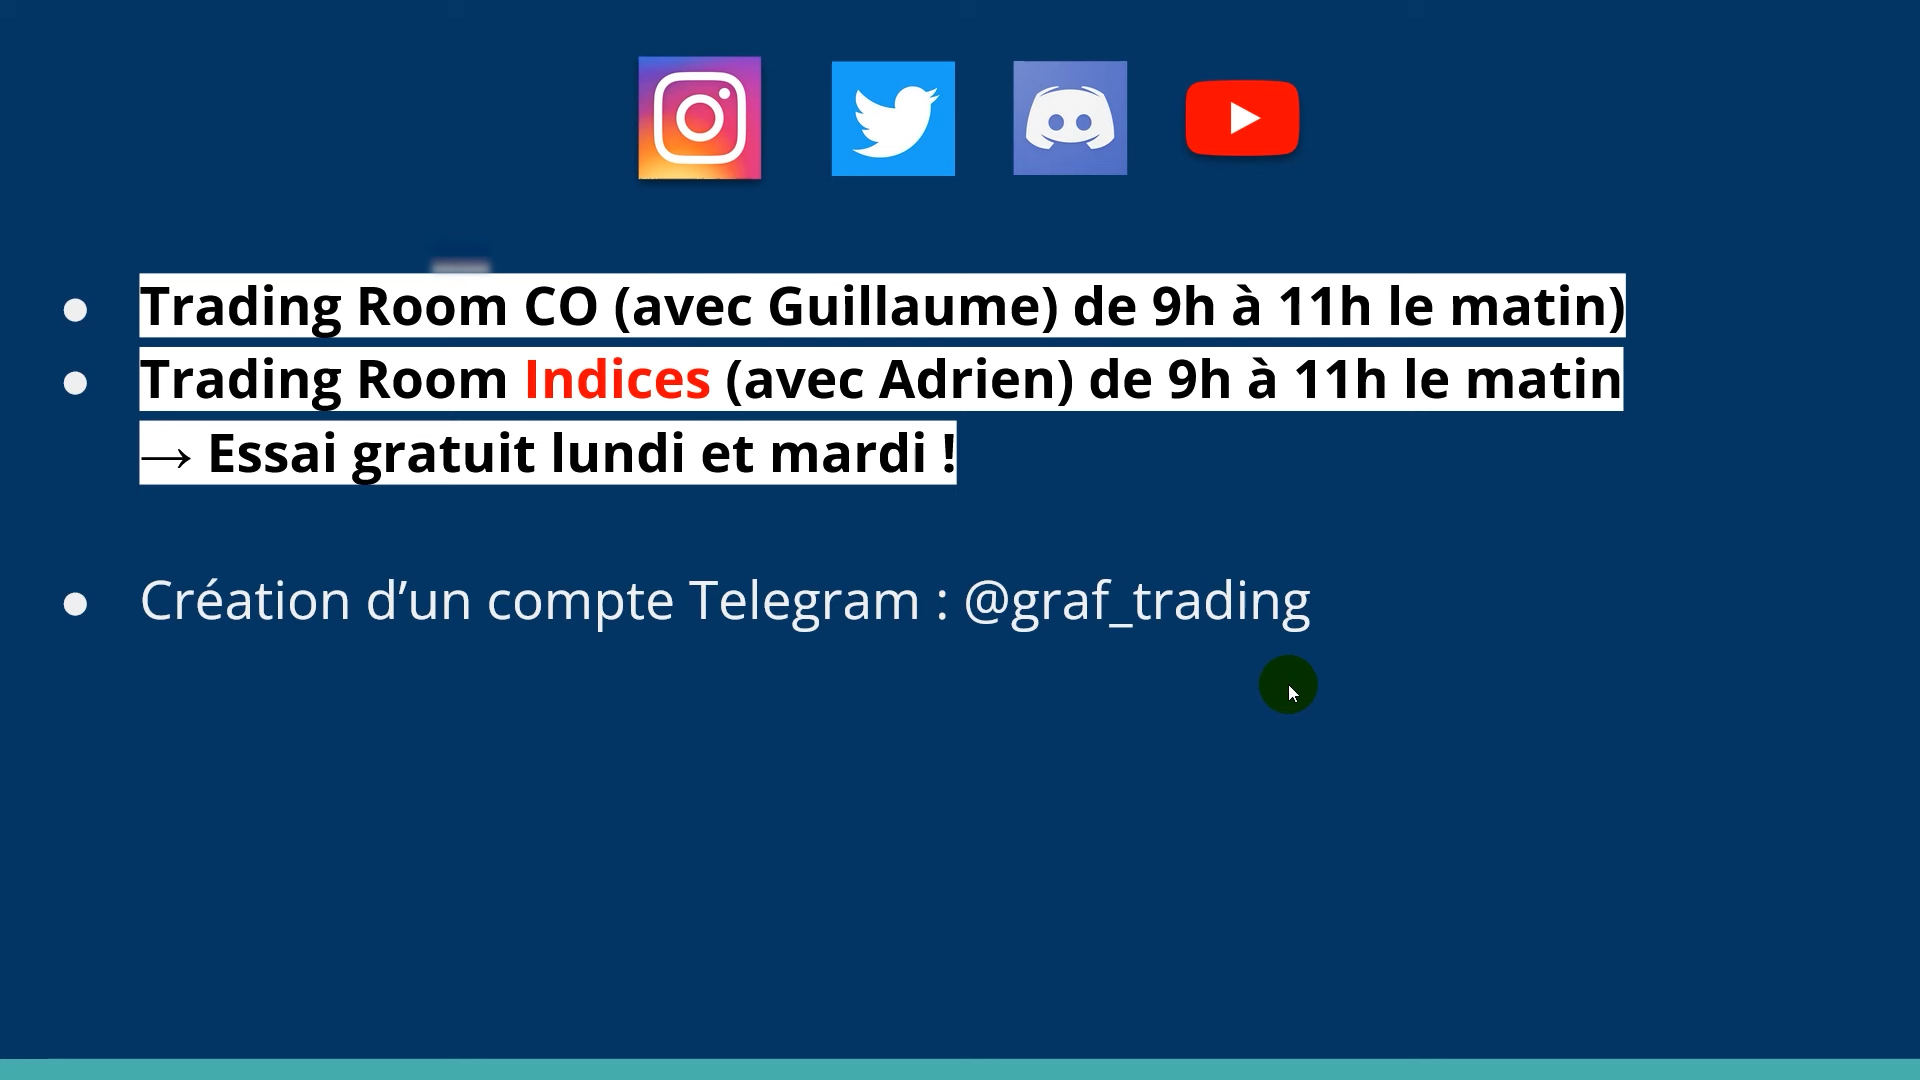 Trading Room CO (avec Guillaume) de 9h à 11h le matin)
Trading Room Indices (avec Adrien) de 9h à 11h le matin
→ Essai gratuit lundi et mardi !
Création d’un compte Telegram : @graf_trading